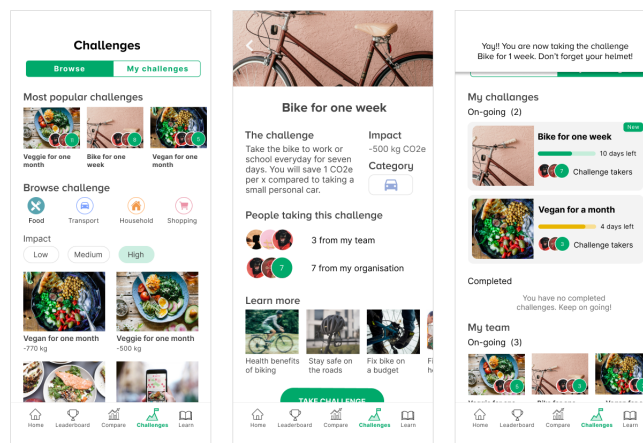 Challenges
Browse
My challenges
Most popular challenges
Veggie for one
month
Bike for one
week
Vegan for one
month
Browse challenge
Food
Transport
Household
Shopping
Impact
Low
Medium
High
Vegan for one month
-770 kg
Veggie for one month
-500 kg
Home
Leaderboard
Compare
Challenges
Learn
Bike for one week
The challenge
Take the bike to work or
school everyday for seven
days. You will save 1 CO2e
per x compared to taking a
small personal car.
Impact
-500 kg CO2e
Category
People taking this challenge
3 from my team
7
7 from my organisation
Learn more
Health benefits
of biking
Stay safe on
the roads
Fix bike on
a budget
TAKE CHALLENGE
Home
Leaderboard
Compare
Challenges
Learn
Yay!! You are now taking the challenge
Bike for 1 week. Don't forget your helmet!
My challanges
On-going (2)
New
Bike for one week
10 days left
7
Challenge takers
Vegan for a month
4 days left
3
Challenge takers
Completed
You have no completed
challenges. Keep on going!
My team
On-going (3)
Home
Leaderboard
Compare
Challenges
Learn